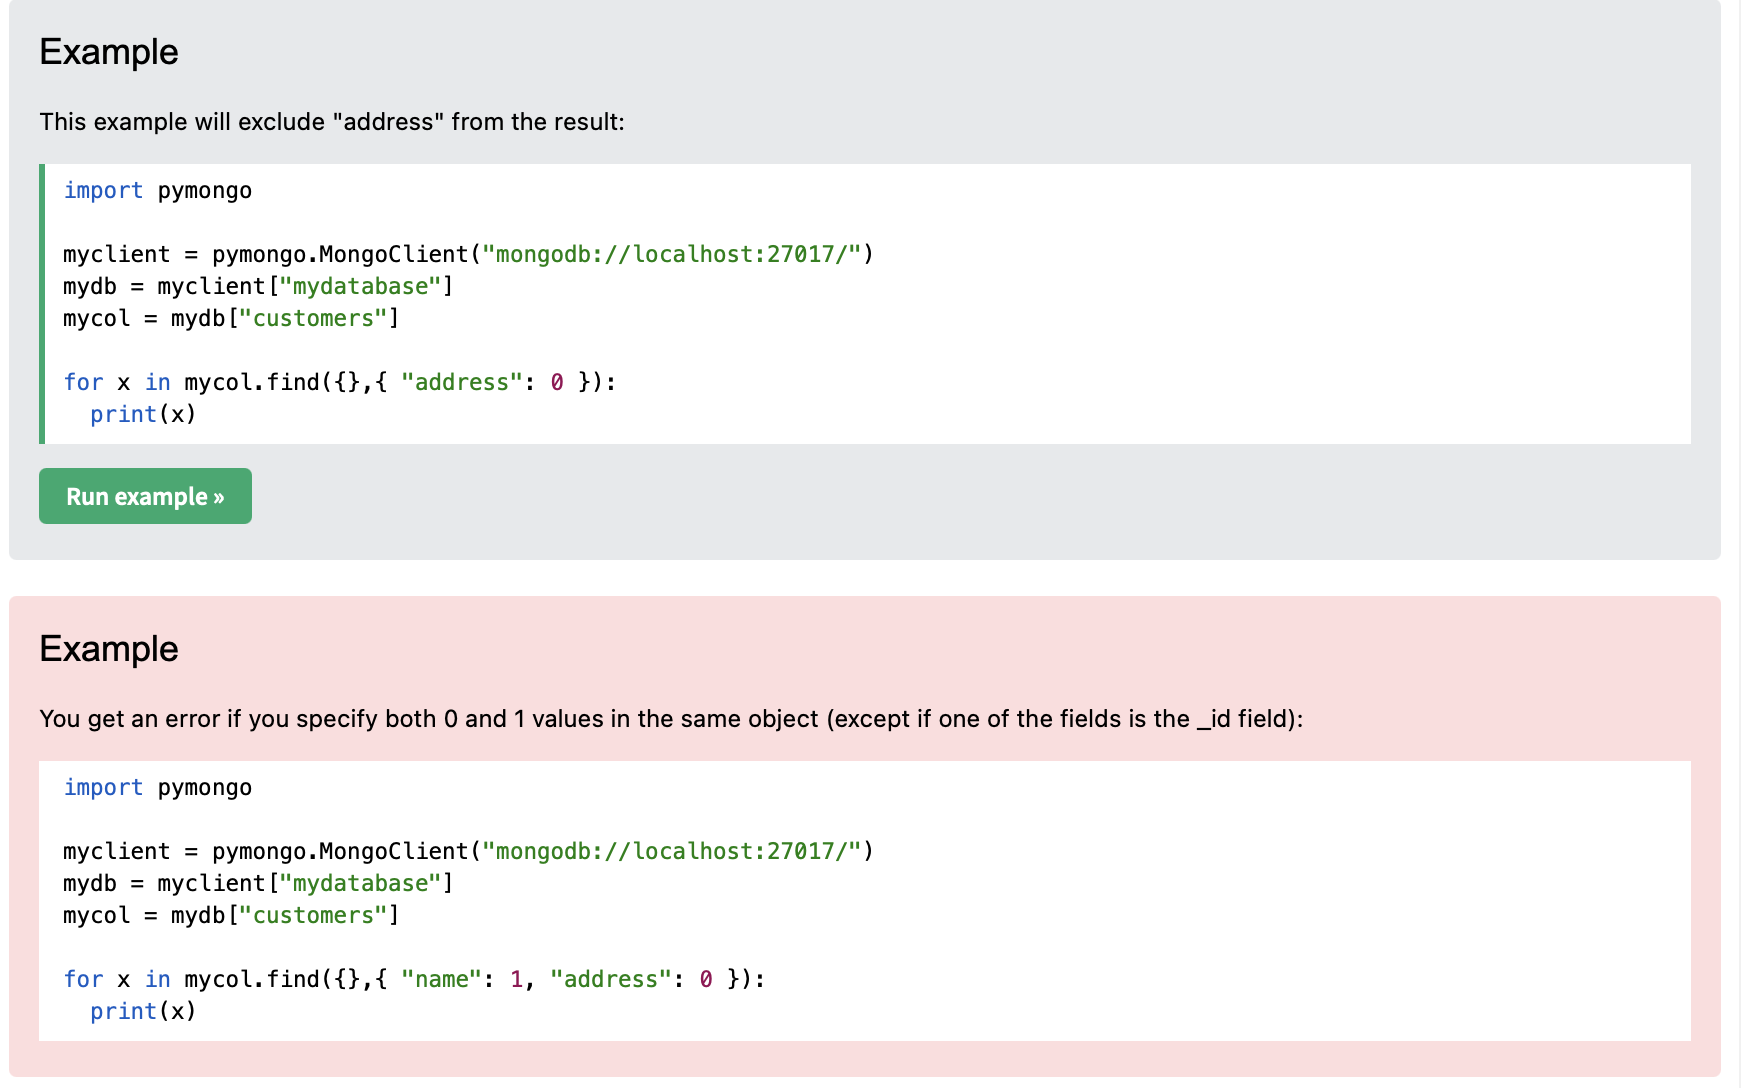 Example
This example will exclude "address" from the result:
import pymongo
myclient = pymongo.MongoClient("mongodb://localhost:27017/")
mydb = myclient["mydatabase"]
mycol = mydb["customers"]
for x in mycol.find({},{ "address": 0 }):
  print(x)
Run example »
Example
You get an error if you specify both 0 and 1 values in the same object (except if one of the fields is the _id field):
import pymongo
myclient = pymongo.MongoClient("mongodb://localhost:27017/")
mydb = myclient["mydatabase"]
mycol = mydb["customers"]
for x in mycol.find({},{ "name": 1, "address": 0 }):
  print(x)